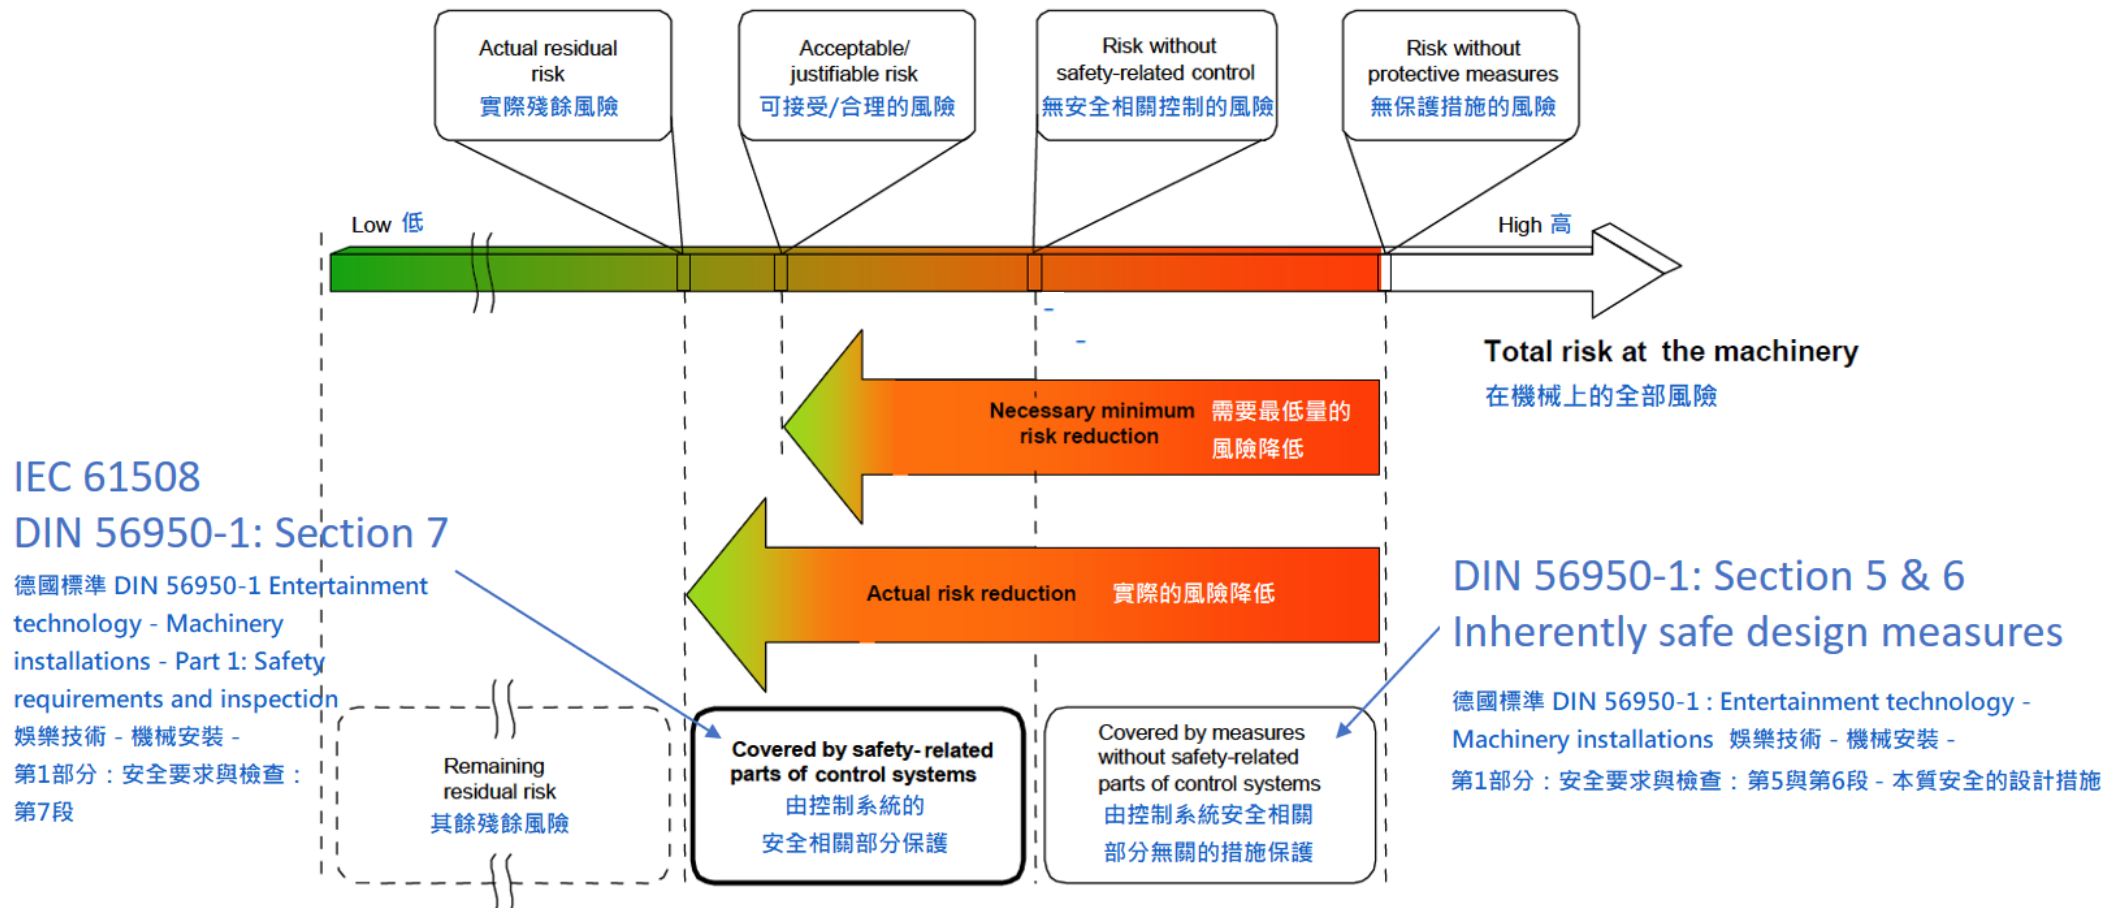 Actual residual
risk
實際殘餘風險
Acceptable/
justifiable risk
可接受/合理的風險
Risk without
safety-related control
無安全相關控制的風險
Risk without
protective measures
無保護措施的風險
Low 低
High 高
Total risk at the machinery
在機械上的全部風險
Necessary minimum
risk reduction
需要最低量的
風險降低
IEC 61508
DIN 56950-1: Section 7
德國標準 DIN 56950-1 Entertainment
technology - Machinery
installations - Part 1: Safety
requirements and inspection
娛樂技術 - 機械安裝 -
第1部分：安全要求與檢查：
第7段
Actual risk reduction 實際的風險降低
DIN 56950-1: Section 5 & 6
Inherently safe design measures
德國標準 DIN 56950-1 : Entertainment technology -
Machinery installations 娛樂技術 - 機械安裝 -
第1部分：安全要求與檢查：第5與第6段 - 本質安全的設計措施
Remaining
residual risk
其餘殘餘風險
Covered by safety-related
parts of control systems
由控制系統的
安全相關部分保護
Covered by measures
without safety-related
parts of control systems
由控制系統安全相關
部分無關的措施保護